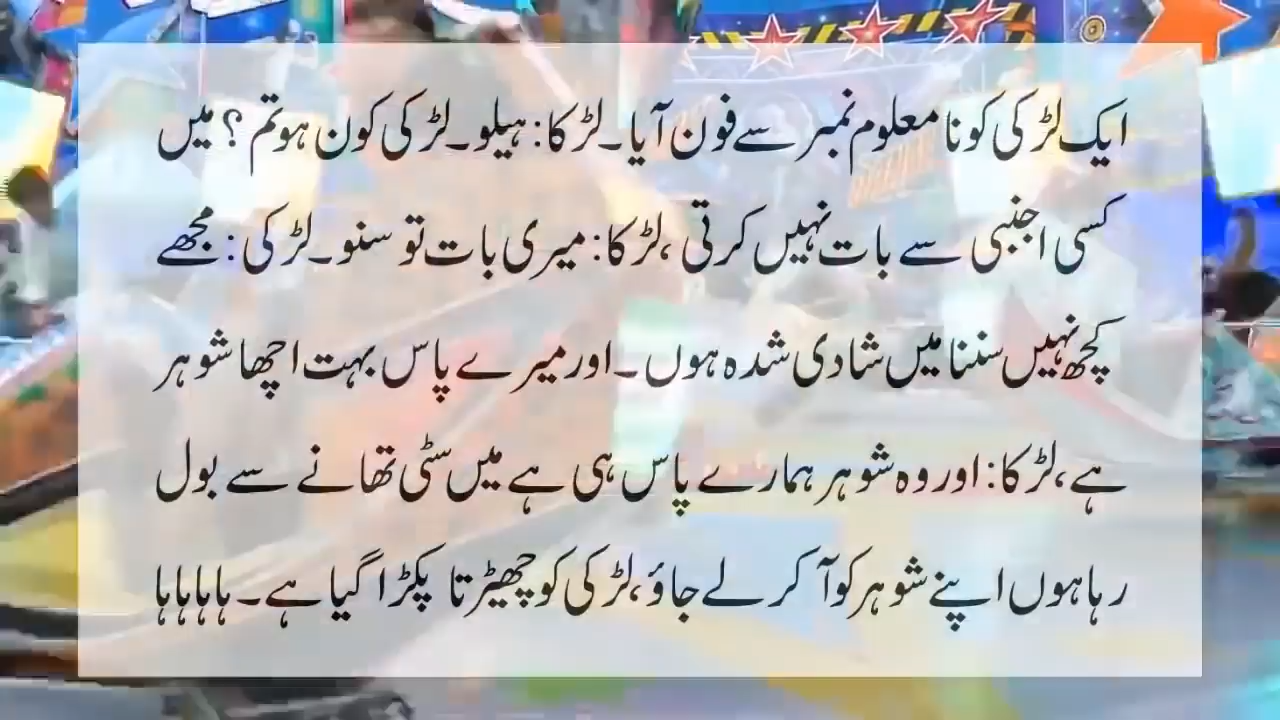 ایک لڑکی کو نا معلوم نمبر سے فون آیا۔ لڑکا: ہیلو۔ لڑکی کون ہو تم؟ میں
کسی اجنبی سے بات نہیں کرتی، لڑکا: میری بات تو سنو۔ لڑکی: مجھے
کچھ نہیں سننا میں شادی شدہ ہوں۔ اور میرے پاس بہت اچھا شوہر
ہے، لڑکا: اور وہ شوہر ہمارے پاس ہی ہے میں سٹی تھانے سے بول
رہا ہوں اپنے شوہر کو آ کر لے جاؤ، لڑکی کو چھیڑتا پکڑا گیا ہے۔ ہاہاہاہا